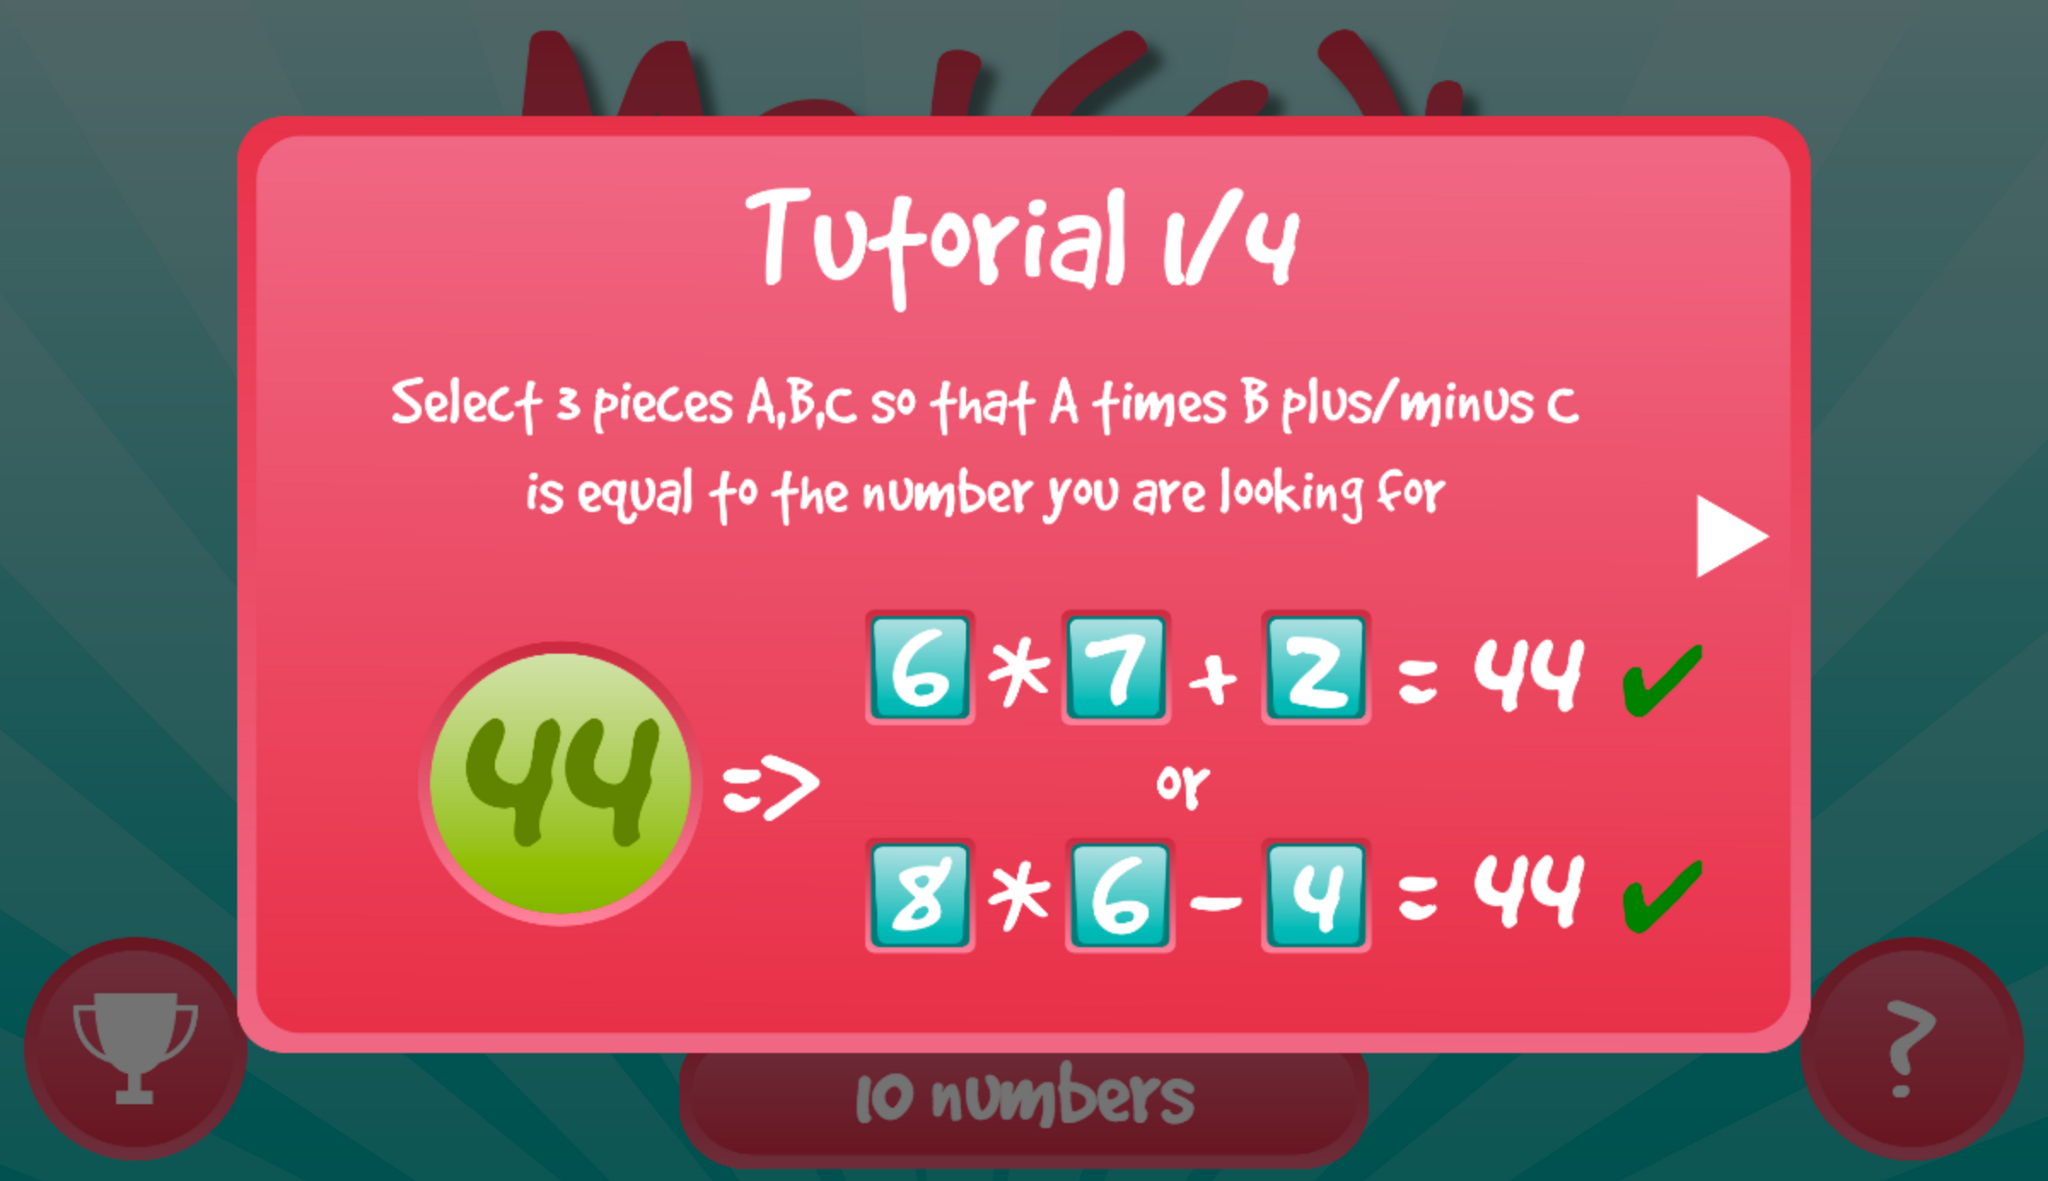 Tutorial 1/4
Select 3 pieces A,B,C so that A times B plus/minus C
is equal to the number you are looking for
6 * 7 + 2 = 44 ✔
44 => or
8 * 6 - 4 = 44 ✔
10 numbers
?